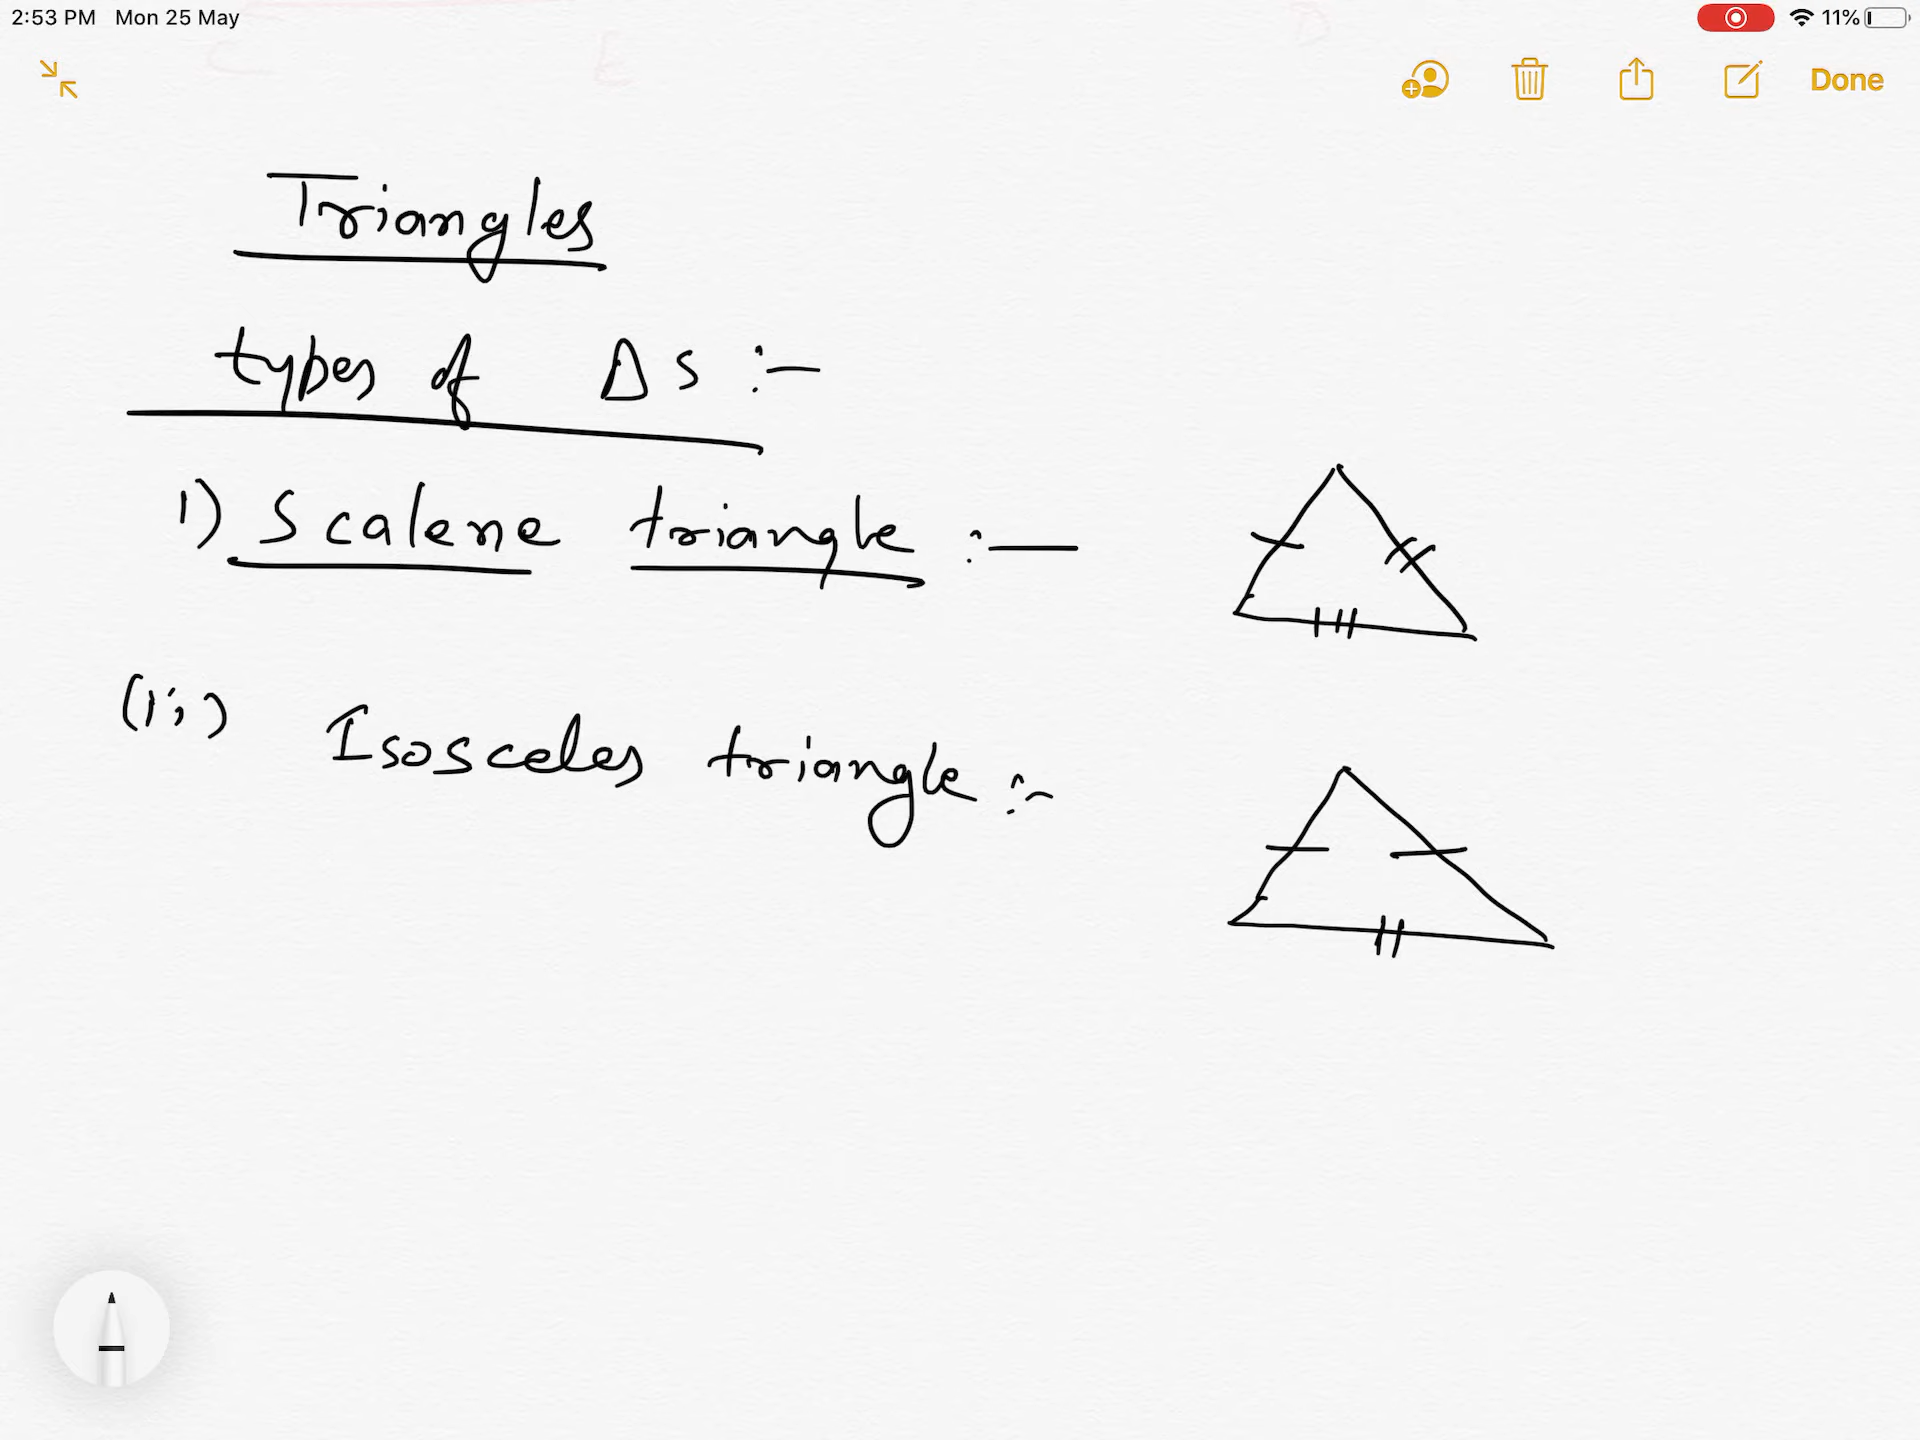 2:53 PM Mon 25 May 11%
C E D
Done
Triangles
types of Δs :-
1) Scalene triangle :-
(ii) Isosceles triangle :-